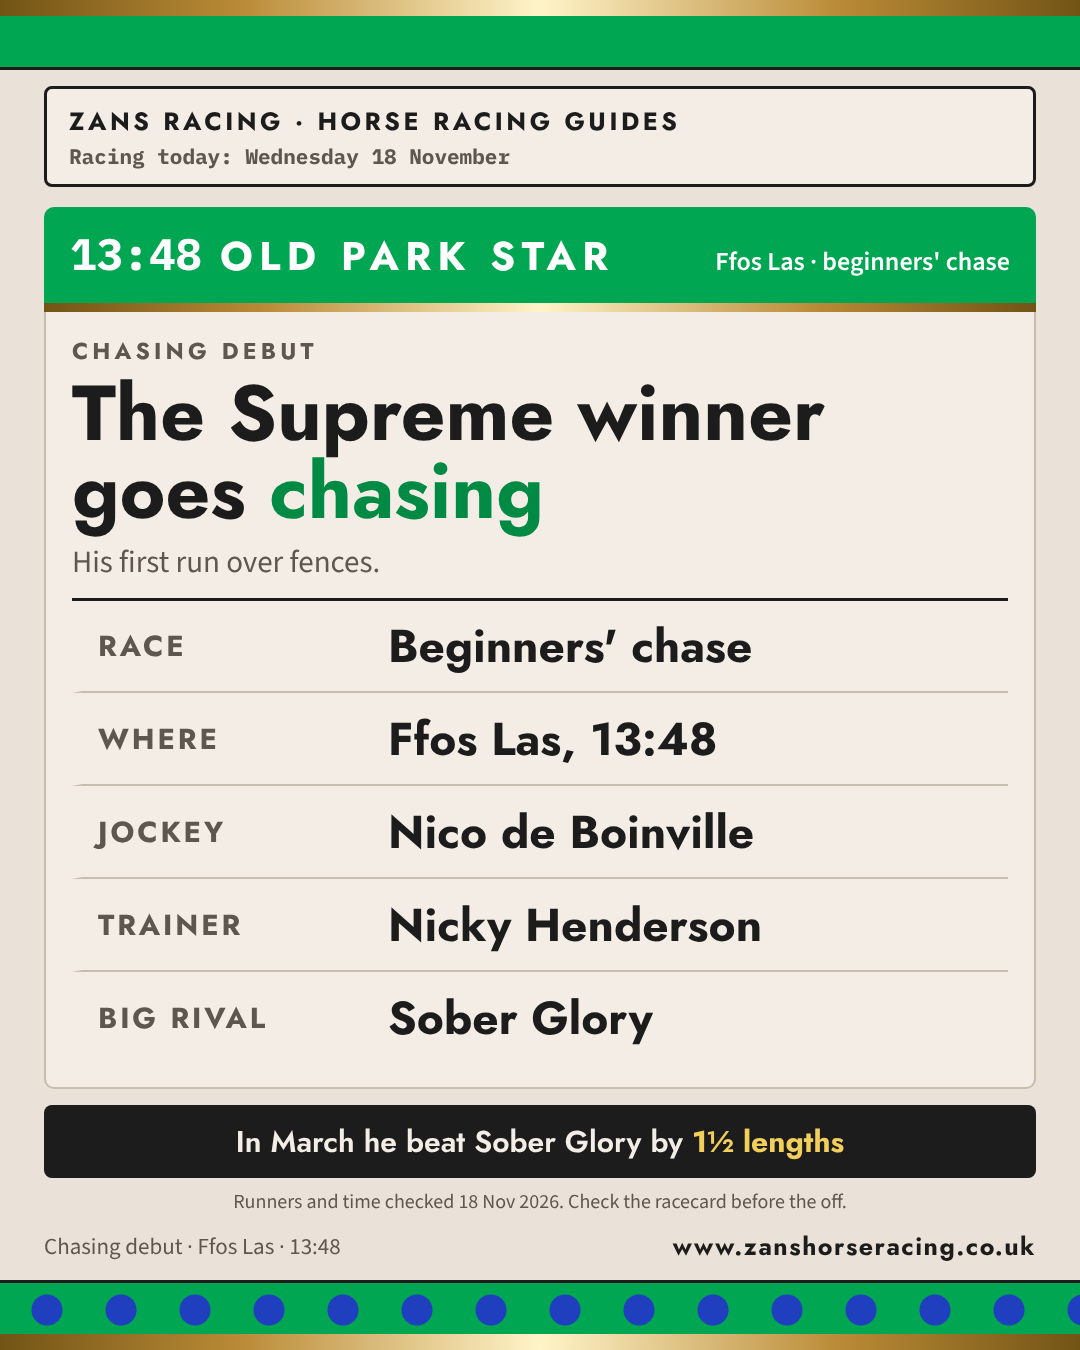 ZANS RACING · HORSE RACING GUIDES
Racing today: Wednesday 18 November
13:48 OLD PARK STAR
Ffos Las · beginners' chase
CHASING DEBUT
The Supreme winner
goes chasing
His first run over fences.
RACE Beginners' chase
WHERE Ffos Las, 13:48
JOCKEY Nico de Boinville
TRAINER Nicky Henderson
BIG RIVAL Sober Glory
In March he beat Sober Glory by 1½ lengths
Runners and time checked 18 Nov 2026. Check the racecard before the off.
Chasing debut · Ffos Las · 13:48
www.zanshorseracing.co.uk